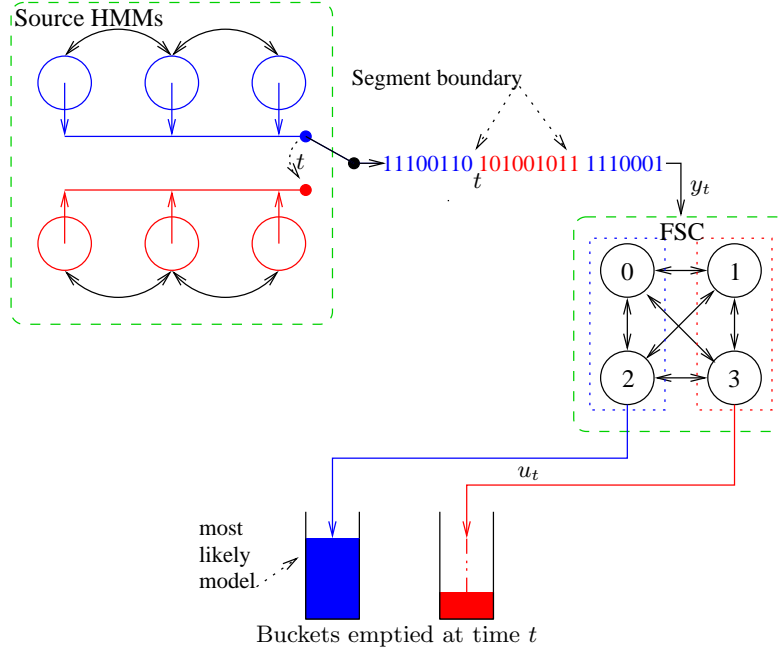 Source HMMs
Segment boundary
t
11100110 101001011 1110001
t
y_t
FSC
0
1
2
3
u_t
most
likely
model
Buckets emptied at time t